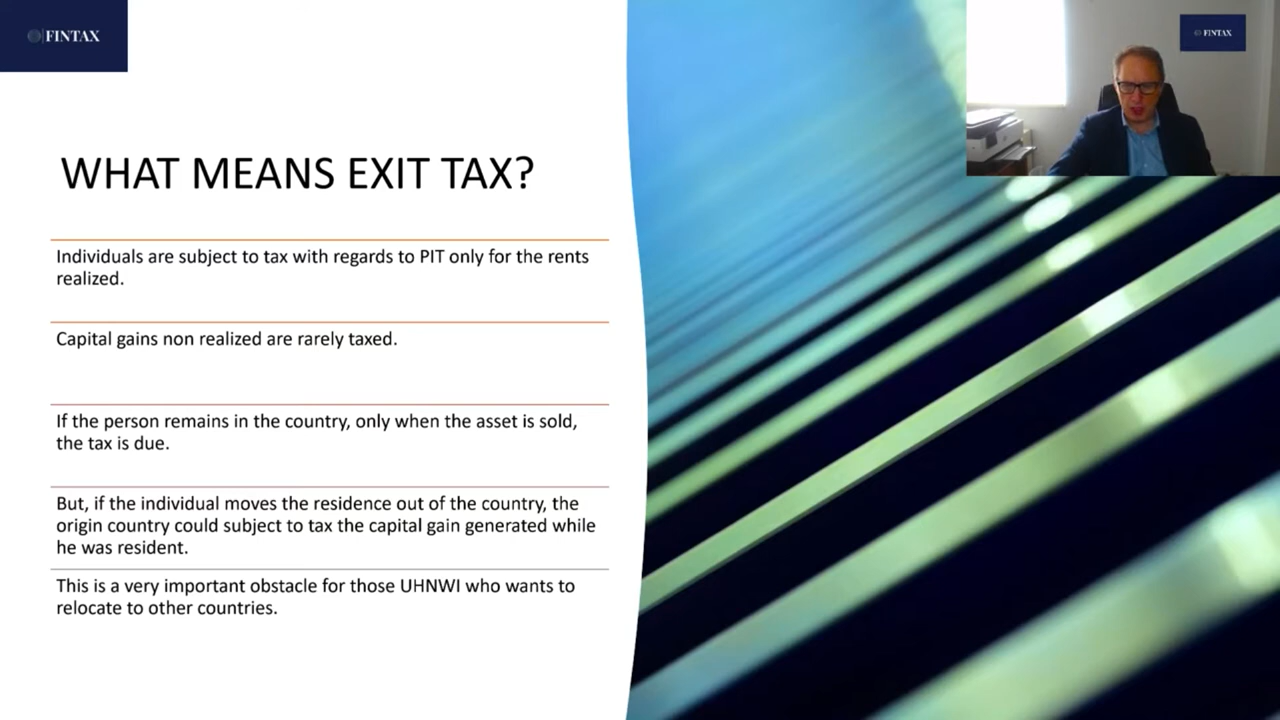 FINTAX
FINTAX
WHAT MEANS EXIT TAX?
Individuals are subject to tax with regards to PIT only for the rents
realized.
Capital gains non realized are rarely taxed.
If the person remains in the country, only when the asset is sold,
the tax is due.
But, if the individual moves the residence out of the country, the
origin country could subject to tax the capital gain generated while
he was resident.
This is a very important obstacle for those UHNWI who wants to
relocate to other countries.